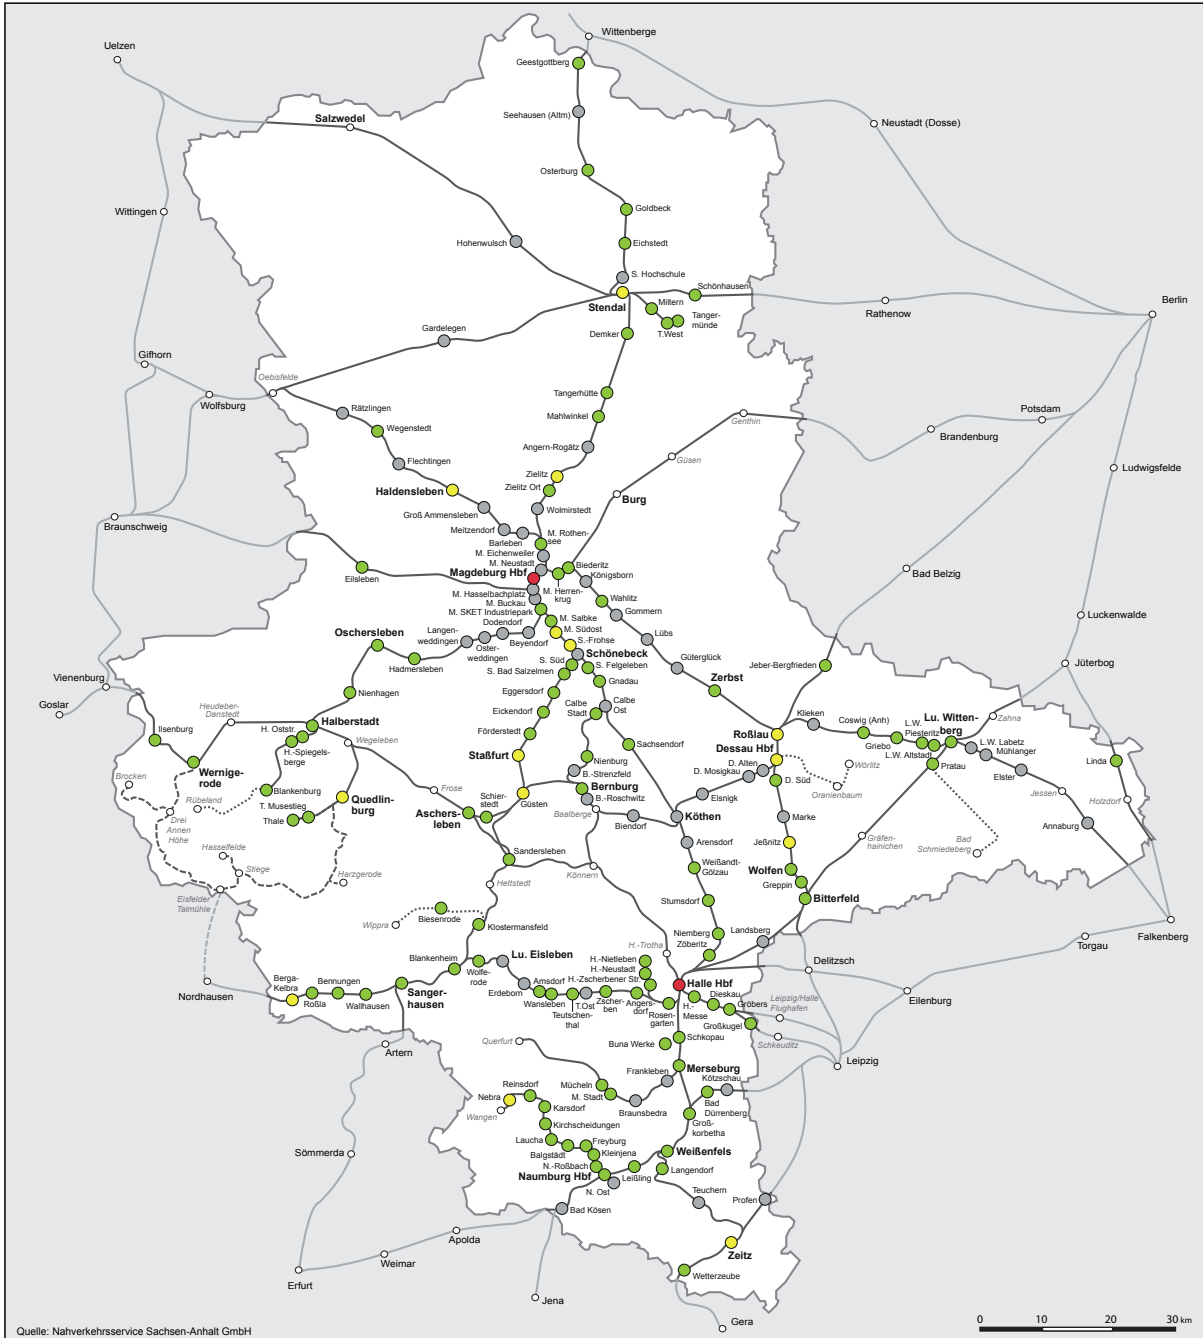 Wittenberge
Uelzen
Geestgottberg
Seehausen (Altm)
Salzwedel
Neustadt (Dosse)
Osterburg
Wittingen
Goldbeck
Hohenwulsch
Eichstedt
S. Hochschule
Schönhausen
Stendal
Miltern
Tanger-
münde
T.West
Rathenow
Berlin
Gardelegen
Demker
Gifhorn
Oebisfelde
Wolfsburg
Tangerhütte
Rätzlingen
Mahlwinkel
Genthin
Potsdam
Brandenburg
Wegenstedt
Angern-Rogätz
Güsen
Flechtingen
Ludwigsfelde
Zielitz
Zielitz Ort
Haldensleben
Burg
Groß Ammensleben
Wolmirstedt
Braunschweig
Meitzendorf
Barleben
M. Rothen-
see
M. Eichenweiler
M. Neustadt
Biederitz
Magdeburg Hbf
Königsborn
Eilsleben
Bad Belzig
M. Herren-
krug
M. Hasselbachplatz
M. Buckau
M. SKET Industriepark
Wahlitz
Gommern
Luckenwalde
Dodendorf
M. Salbke
M. Südost
Langen-
weddingen
Oschersleben
Beyendorf
S.-Frohse
Lübs
Oster-
weddingen
Schönebeck
Hadmersleben
S. Süd
S. Felgeleben
Güterglück
Jeber-Bergfrieden
Jüterbog
S. Bad Salzelmen
Gnadau
Zerbst
Vienenburg
Eggersdorf
Nienhagen
Goslar
Heudeber-
Danstedt
Eickendorf
Calbe
Stadt
Calbe
Ost
Klieken
Coswig (Anh)
L.W.
Piesteritz
Lu. Witten-
berg
Zahna
Halberstadt
H. Oststr.
Ilsenburg
Wegeleben
Förderstedt
Roßlau
Griebo
L.W. Labetz
Mühlanger
H.-Spiegels-
berge
Sachsendorf
Dessau Hbf
L.W. Altstadt
Linda
Staßfurt
Nienburg
D. Alten
D. Mosigkau
Wörlitz
Pratau
Elster
Wernige-
rode
B.-Strenzfeld
D. Süd
Brocken
Blankenburg
Bernburg
Oranienbaum
Jessen
Rübeland
Quedlin-
burg
Frose
Schier-
stedt
Güsten
B.-Roschwitz
Elsnigk
Holzdorf
T. Musestieg
Thale
Aschers-
leben
Baalberge
Biendorf
Köthen
Marke
Annaburg
Drei
Annen
Höhe
Gräfen-
hainichen
Bad
Schmiedeberg
Hasselfelde
Arensdorf
Jeßnitz
Sandersleben
Stiege
Weißandt-
Gölzau
Wolfen
Könnern
Harzgerode
Hettstedt
Greppin
Eisfelder
Talmühle
Bitterfeld
Stumsdorf
Wippra
Biesenrode
Klostermansfeld
Falkenberg
Niemberg
Landsberg
Torgau
Zöberitz
H.-Trotha
Blankenheim
Lu. Eisleben
H.-Nietleben
H.-Neustadt
Delitzsch
Wolfe-
rode
Nordhausen
Berga-
Kelbra
Bennungen
Amsdorf
H.-Zscherbener Str.
Halle Hbf
Dieskau
Eilenburg
Erdeborn
Roßla
Wallhausen
Sanger-
hausen
Wansleben
T.Ost
Teutschen-
thal
Zscher-
ben
Angers-
dorf
Rosen-
garten
H.-
Messe
Gröbers
Leipzig/Halle
Flughafen
Großkugel
Querfurt
Buna Werke
Schkopau
Schkeuditz
Artern
Leipzig
Frankleben
Merseburg
Kötzschau
Reinsdorf
Mücheln
M. Stadt
Nebra
Bad
Dürrenberg
Karsdorf
Braunsbedra
Wangen
Groß-
korbetha
Kirchscheidungen
Laucha
Freyburg
Sömmerda
Balgstädt
Kleinjena
Weißenfels
N.-Roßbach
Langendorf
Naumburg Hbf
Leißling
N. Ost
Teuchern
Profen
Bad Kösen
Apolda
Zeitz
Weimar
Wetterzeube
Erfurt
Jena
Gera
0 10 20 30 km
Quelle: Nahverkehrsservice Sachsen-Anhalt GmbH